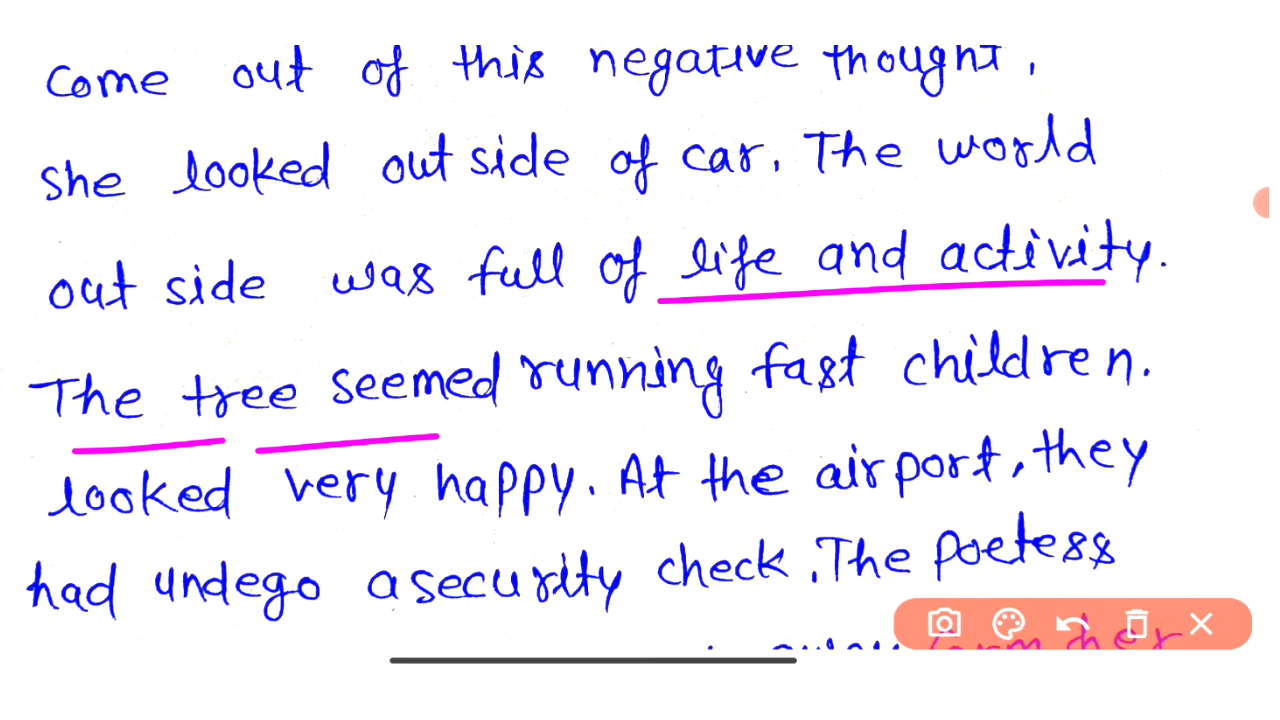 come out of this negative thought,
she looked out side of car. The world
out side was full of life and activity.
The tree seemed running fast children.
looked very happy. At the airport, they
had undego a security check. The poetess
her